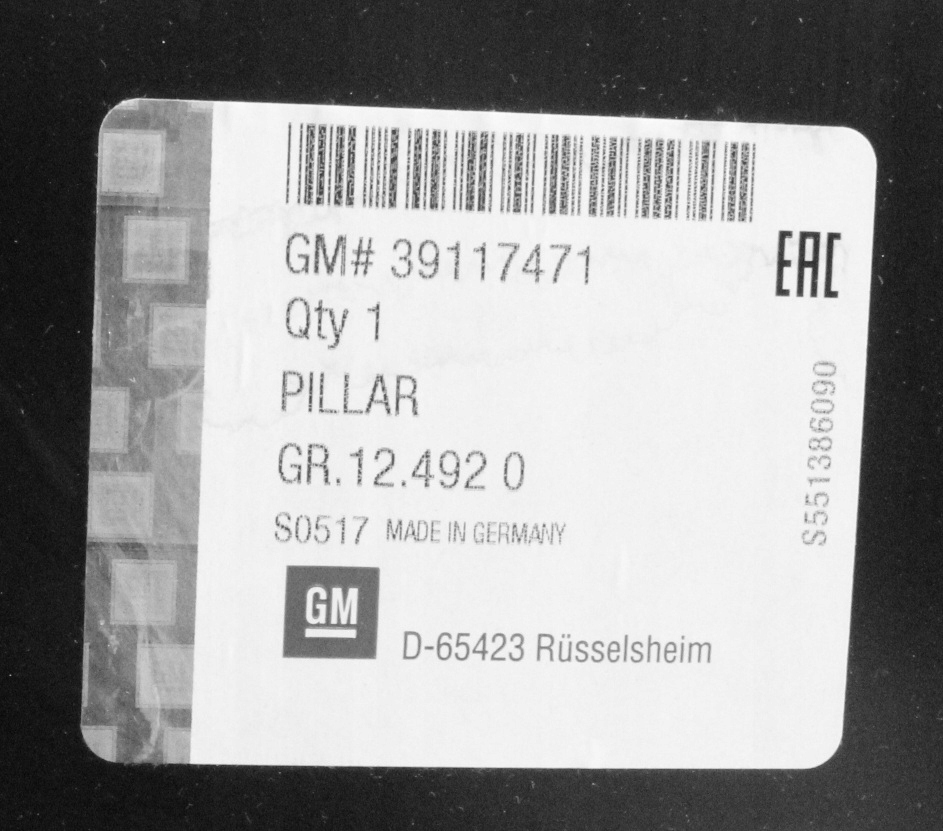 GM# 39117471
EAC
Qty 1
PILLAR
GR.12.492 0
S0517 MADE IN GERMANY
S551386090
GM
D-65423 Rüsselsheim